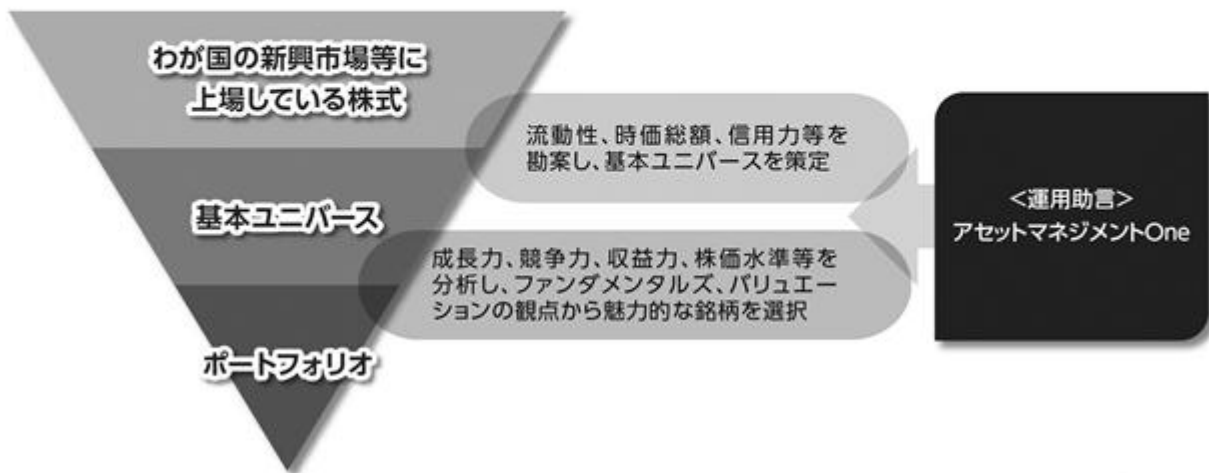 わが国の新興市場等に
上場している株式
流動性、時価総額、信用力等を
勘案し、基本ユニバースを策定
基本ユニバース
成長力、競争力、収益力、株価水準等を
分析し、ファンダメンタルズ、バリュエー
ションの観点から魅力的な銘柄を選択
ポートフォリオ
＜運用助言＞
アセットマネジメントOne